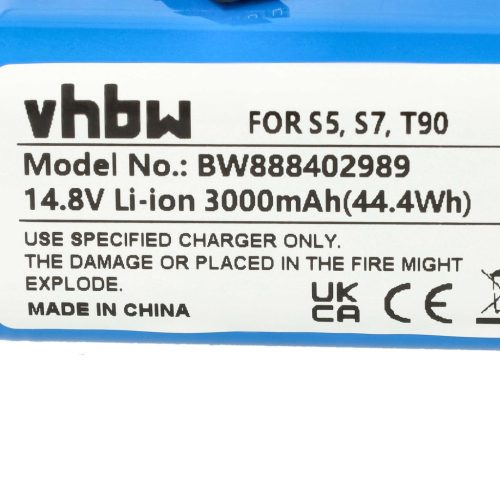 vhbw FOR S5, S7, T90
Model No.: BW888402989
14.8V Li-ion 3000mAh(44.4Wh)
USE SPECIFIED CHARGER ONLY.
THE DAMAGE OR PLACED IN THE FIRE MIGHT
EXPLODE.
MADE IN CHINA
UK
CA
CE